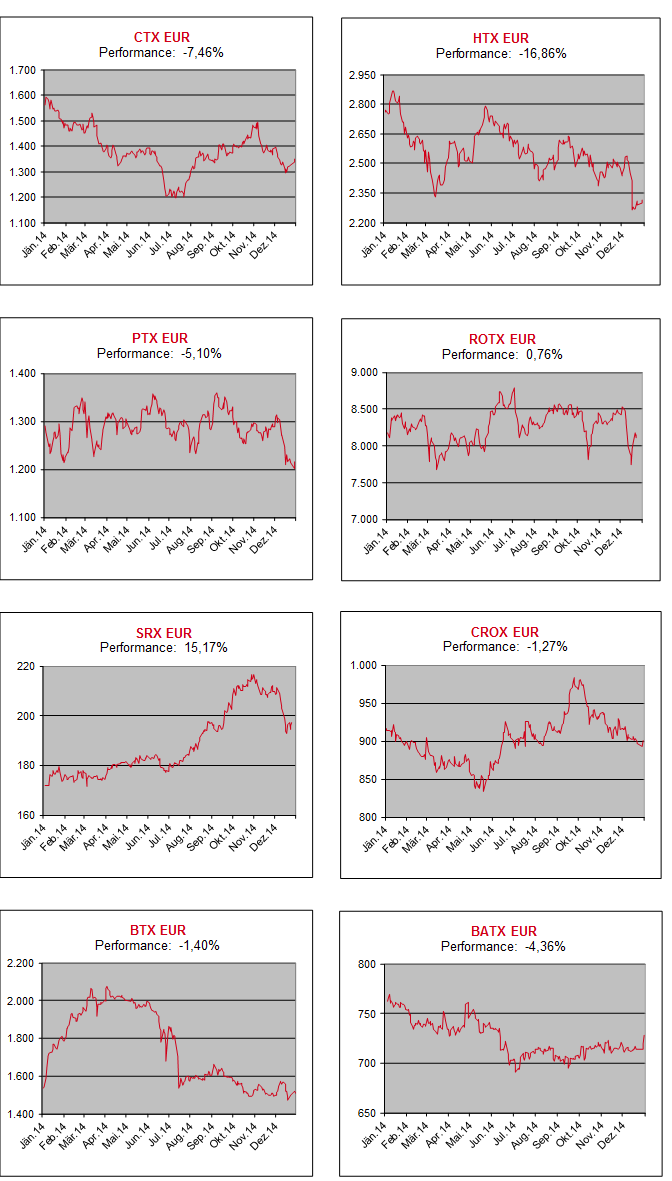 CTX EUR
Performance: -7,46%
1.700
1.600
1.500
1.400
1.300
1.200
1.100
Jän.14
Feb.14
Mär.14
Apr.14
Mai.14
Jun.14
Jul.14
Aug.14
Sep.14
Okt.14
Nov.14
Dez.14
HTX EUR
Performance: -16,86%
2.950
2.800
2.650
2.500
2.350
2.200
Jän.14
Feb.14
Mär.14
Apr.14
Mai.14
Jun.14
Jul.14
Aug.14
Sep.14
Okt.14
Nov.14
Dez.14
PTX EUR
Performance: -5,10%
1.400
1.300
1.200
1.100
Jän.14
Feb.14
Mär.14
Apr.14
Mai.14
Jun.14
Jul.14
Aug.14
Sep.14
Okt.14
Nov.14
Dez.14
ROTX EUR
Performance: 0,76%
9.000
8.500
8.000
7.500
7.000
Jän.14
Feb.14
Mär.14
Apr.14
Mai.14
Jun.14
Jul.14
Aug.14
Sep.14
Okt.14
Nov.14
Dez.14
SRX EUR
Performance: 15,17%
220
200
180
160
Jän.14
Feb.14
Mär.14
Apr.14
Mai.14
Jun.14
Jul.14
Aug.14
Sep.14
Okt.14
Nov.14
Dez.14
CROX EUR
Performance: -1,27%
1.000
950
900
850
800
Jän.14
Feb.14
Mär.14
Apr.14
Mai.14
Jun.14
Jul.14
Aug.14
Sep.14
Okt.14
Nov.14
Dez.14
BTX EUR
Performance: -1,40%
2.200
2.000
1.800
1.600
1.400
Jän.14
Feb.14
Mär.14
Apr.14
Mai.14
Jun.14
Jul.14
Aug.14
Sep.14
Okt.14
Nov.14
Dez.14
BATX EUR
Performance: -4,36%
800
750
700
650
Jän.14
Feb.14
Mär.14
Apr.14
Mai.14
Jun.14
Jul.14
Aug.14
Sep.14
Okt.14
Nov.14
Dez.14